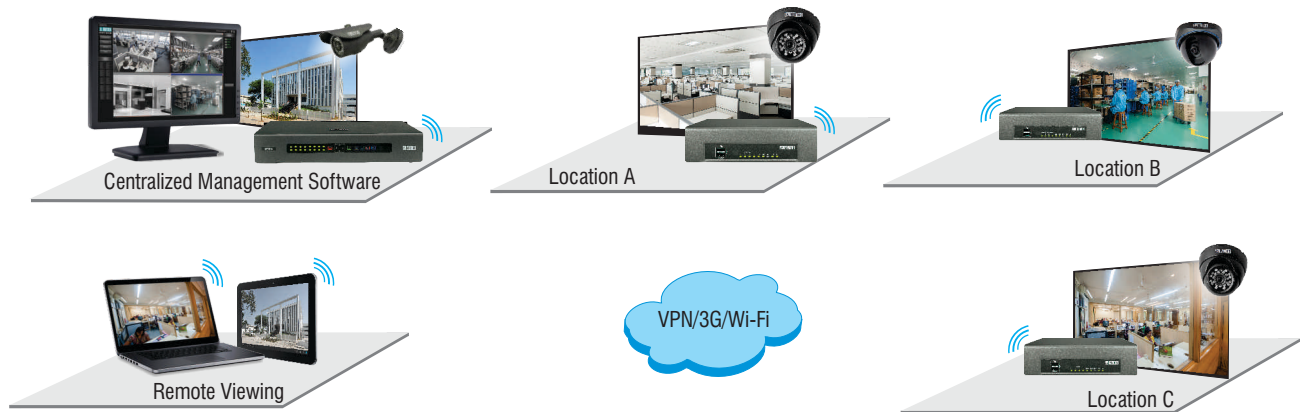 Centralized Management Software
Location A
Location B
Remote Viewing
VPN/3G/Wi-Fi
Location C